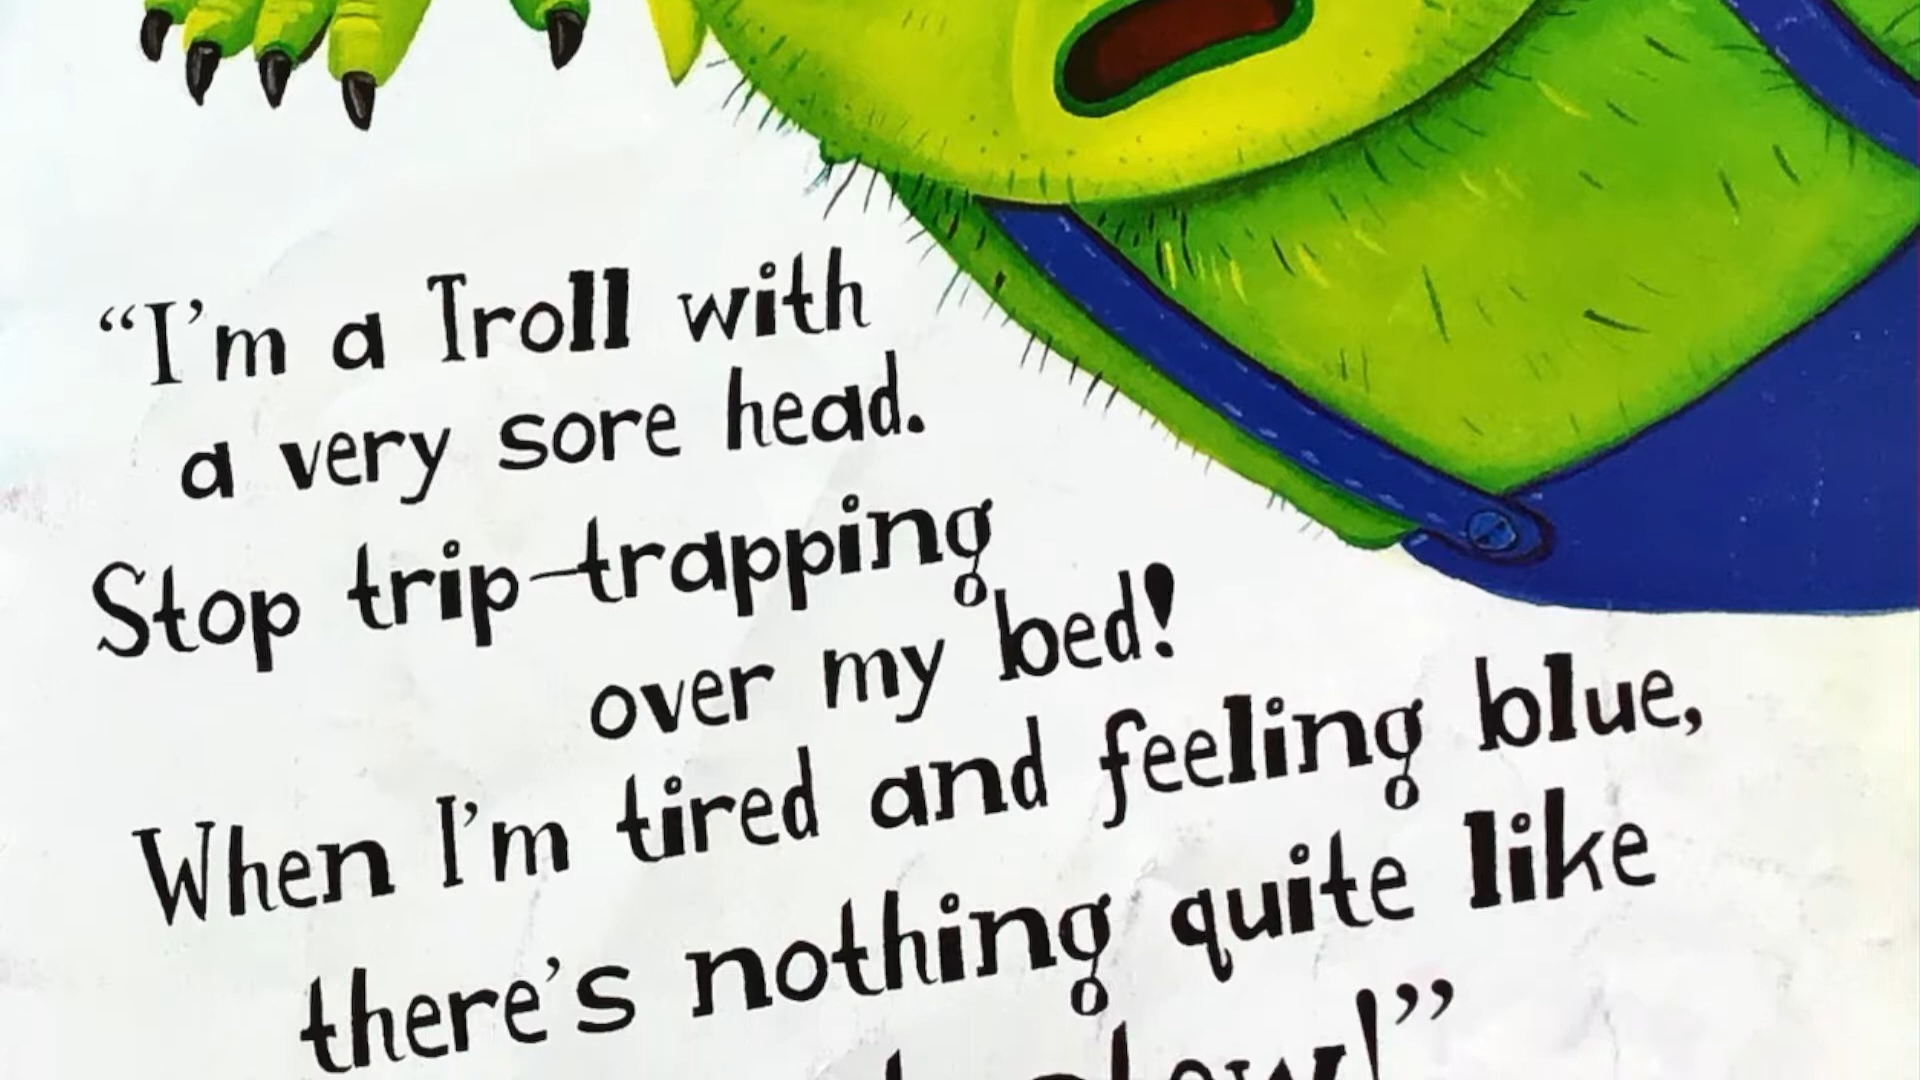 “I’m a Troll with
a very sore head.
Stop trip-trapping
over my bed!
When I’m tired and feeling blue,
there’s nothing quite like